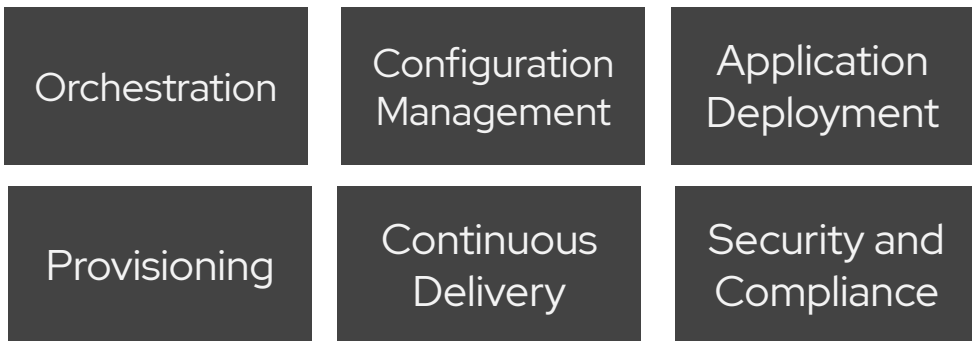 Orchestration
Configuration
Management
Application
Deployment
Provisioning
Continuous
Delivery
Security and
Compliance